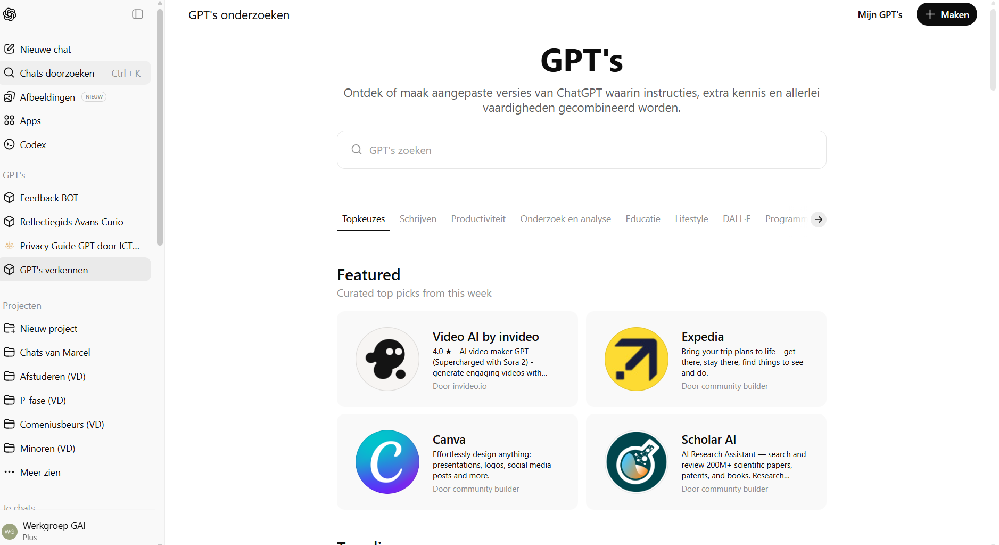 Nieuwe chat
Chats doorzoeken Ctrl + K
Afbeeldingen NIEUW
Apps
Codex
GPT's
Feedback BOT
Reflectiegids Avans Curio
Privacy Guide GPT door ICT...
GPT's verkennen
Projecten
Nieuw project
Chats van Marcel
Afstuderen (VD)
P-fase (VD)
Comeniusbeurs (VD)
Minoren (VD)
Meer zien
Je chats
WG
Werkgroep GAI
Plus
GPT's onderzoeken
Mijn GPT's
Maken
GPT's
Ontdek of maak aangepaste versies van ChatGPT waarin instructies, extra kennis en allerlei
vaardigheden gecombineerd worden.
GPT's zoeken
Topkeuzes Schrijven Productiviteit Onderzoek en analyse Educatie Lifestyle DALL·E Programm
Featured
Curated top picks from this week
Video AI by invideo
4.0 ★ - AI video maker GPT
(Supercharged with Sora 2) -
generate engaging videos with...
Door invideo.io
Expedia
Bring your trip plans to life – get
there, stay there, find things to see
and do.
Door community builder
C
Canva
Effortlessly design anything:
presentations, logos, social media
posts and more.
Door community builder
Scholar AI
AI Research Assistant — search and
review 200M+ scientific papers,
patents, and books. Research...
Door community builder